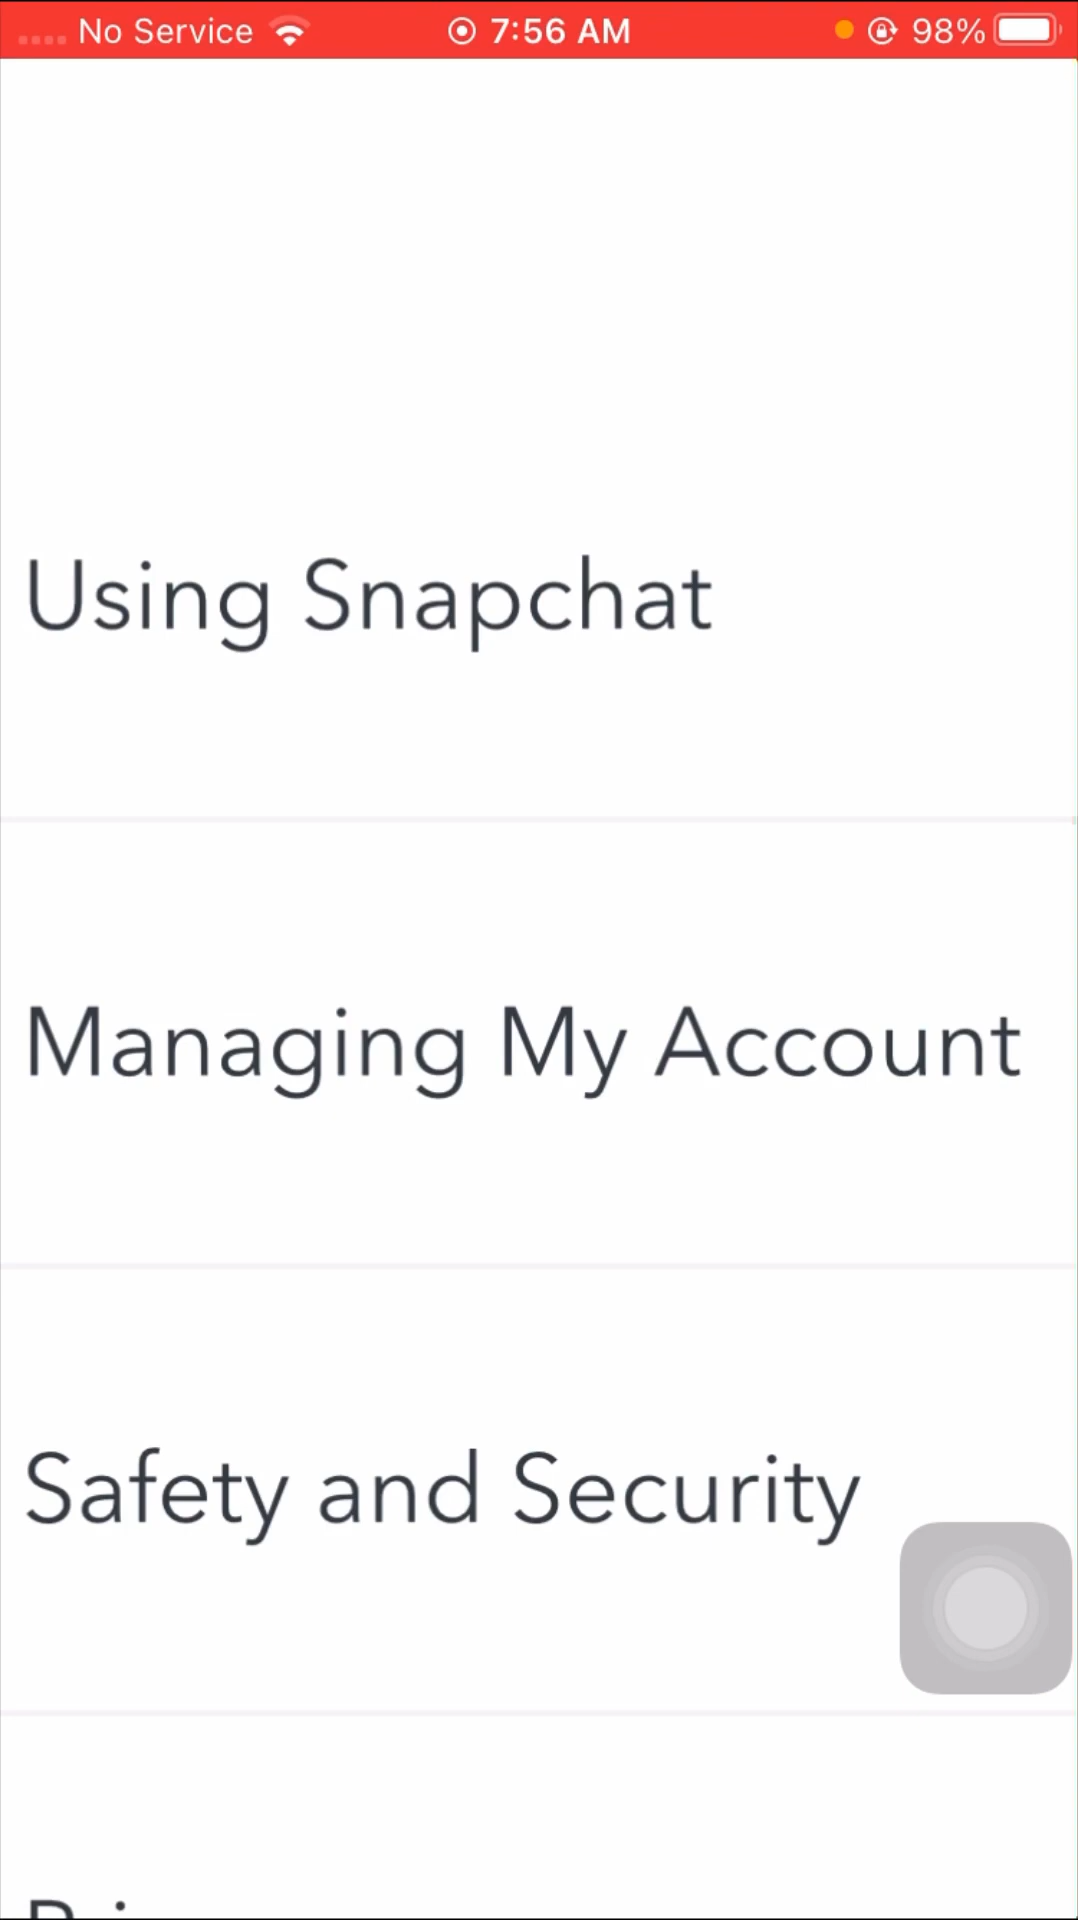 No Service 7:56 AM 98%
Using Snapchat
Managing My Account
Safety and Security